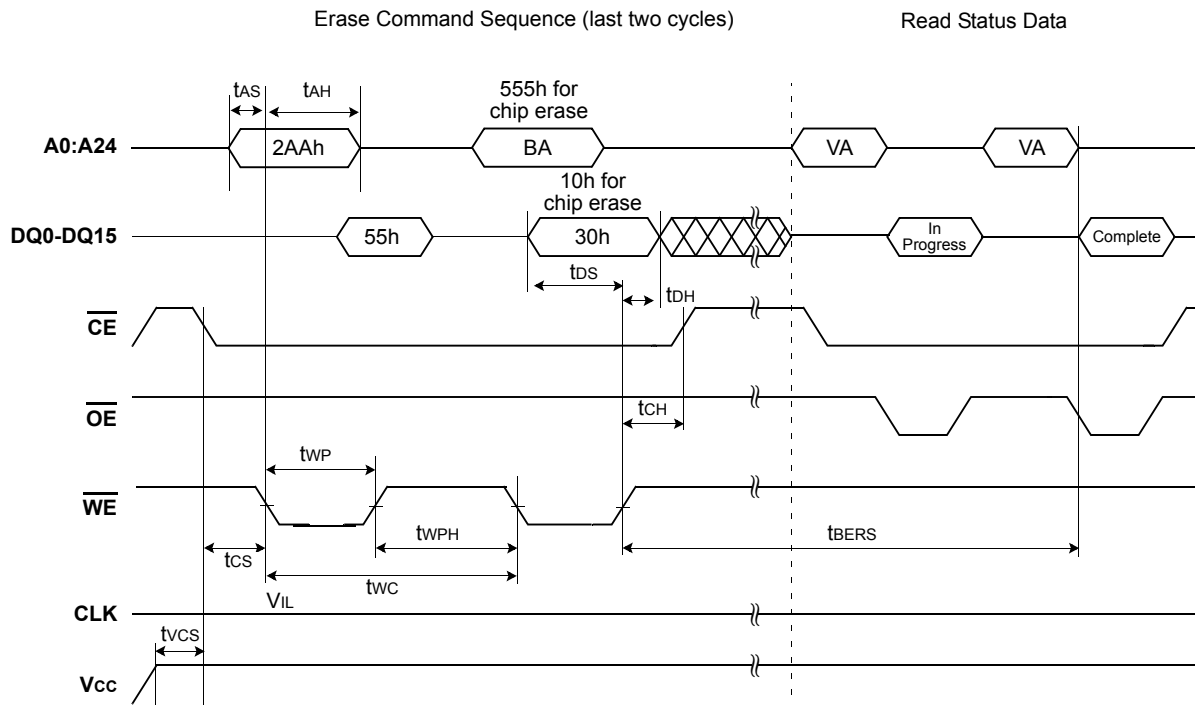 Erase Command Sequence (last two cycles)
Read Status Data
tAS
tAH
555h for
chip erase
A0:A24
2AAh
BA
VA
VA
10h for
chip erase
DQ0-DQ15
55h
30h
In
Progress
Complete
tDS
tDH
CE
OE
tCH
tWP
WE
tWPH
tBERS
tCS
tWC
VIL
CLK
tVCS
VCC